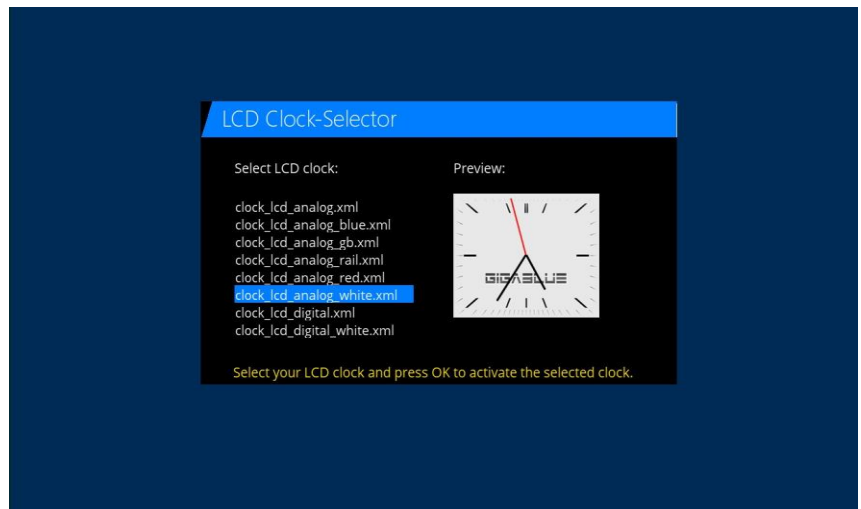 LCD Clock-Selector
Select LCD clock:
Preview:
clock_lcd_analog.xml
clock_lcd_analog_blue.xml
clock_lcd_analog_gb.xml
clock_lcd_analog_rail.xml
clock_lcd_analog_red.xml
clock_lcd_analog_white.xml
clock_lcd_digital.xml
clock_lcd_digital_white.xml
GIGABLUE
Select your LCD clock and press OK to activate the selected clock.